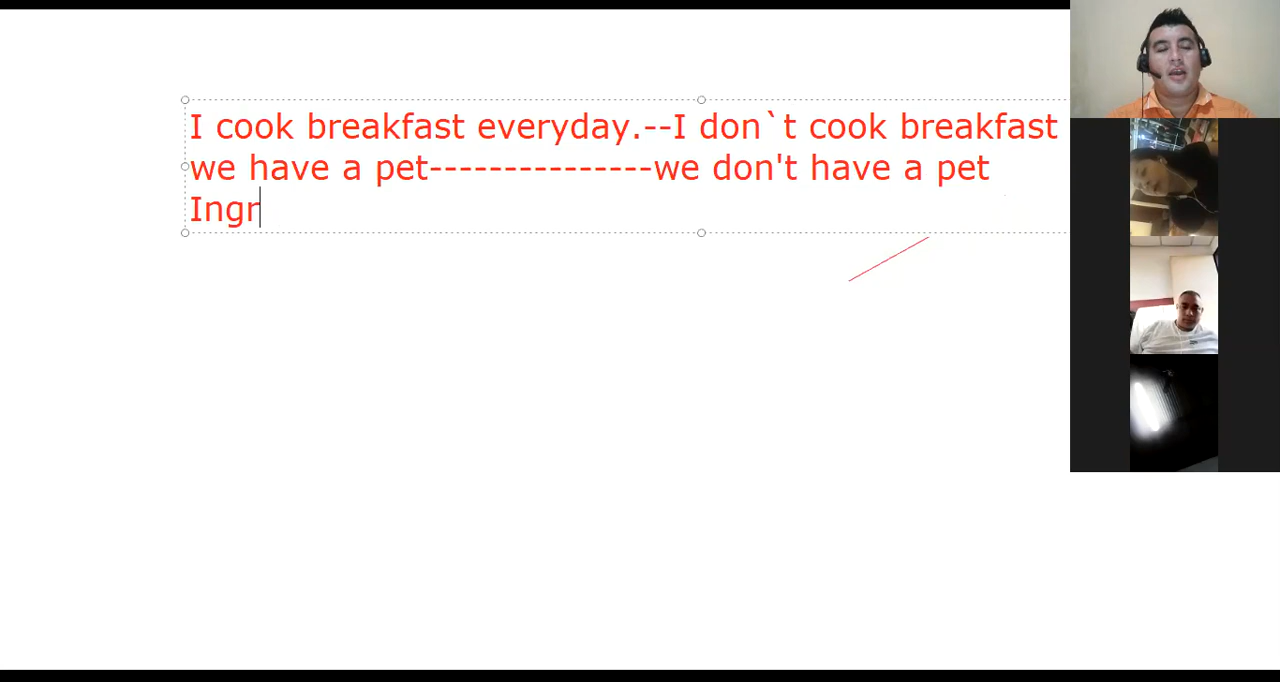 I cook breakfast everyday.--I don`t cook breakfast
we have a pet---------------we don't have a pet
Ingr